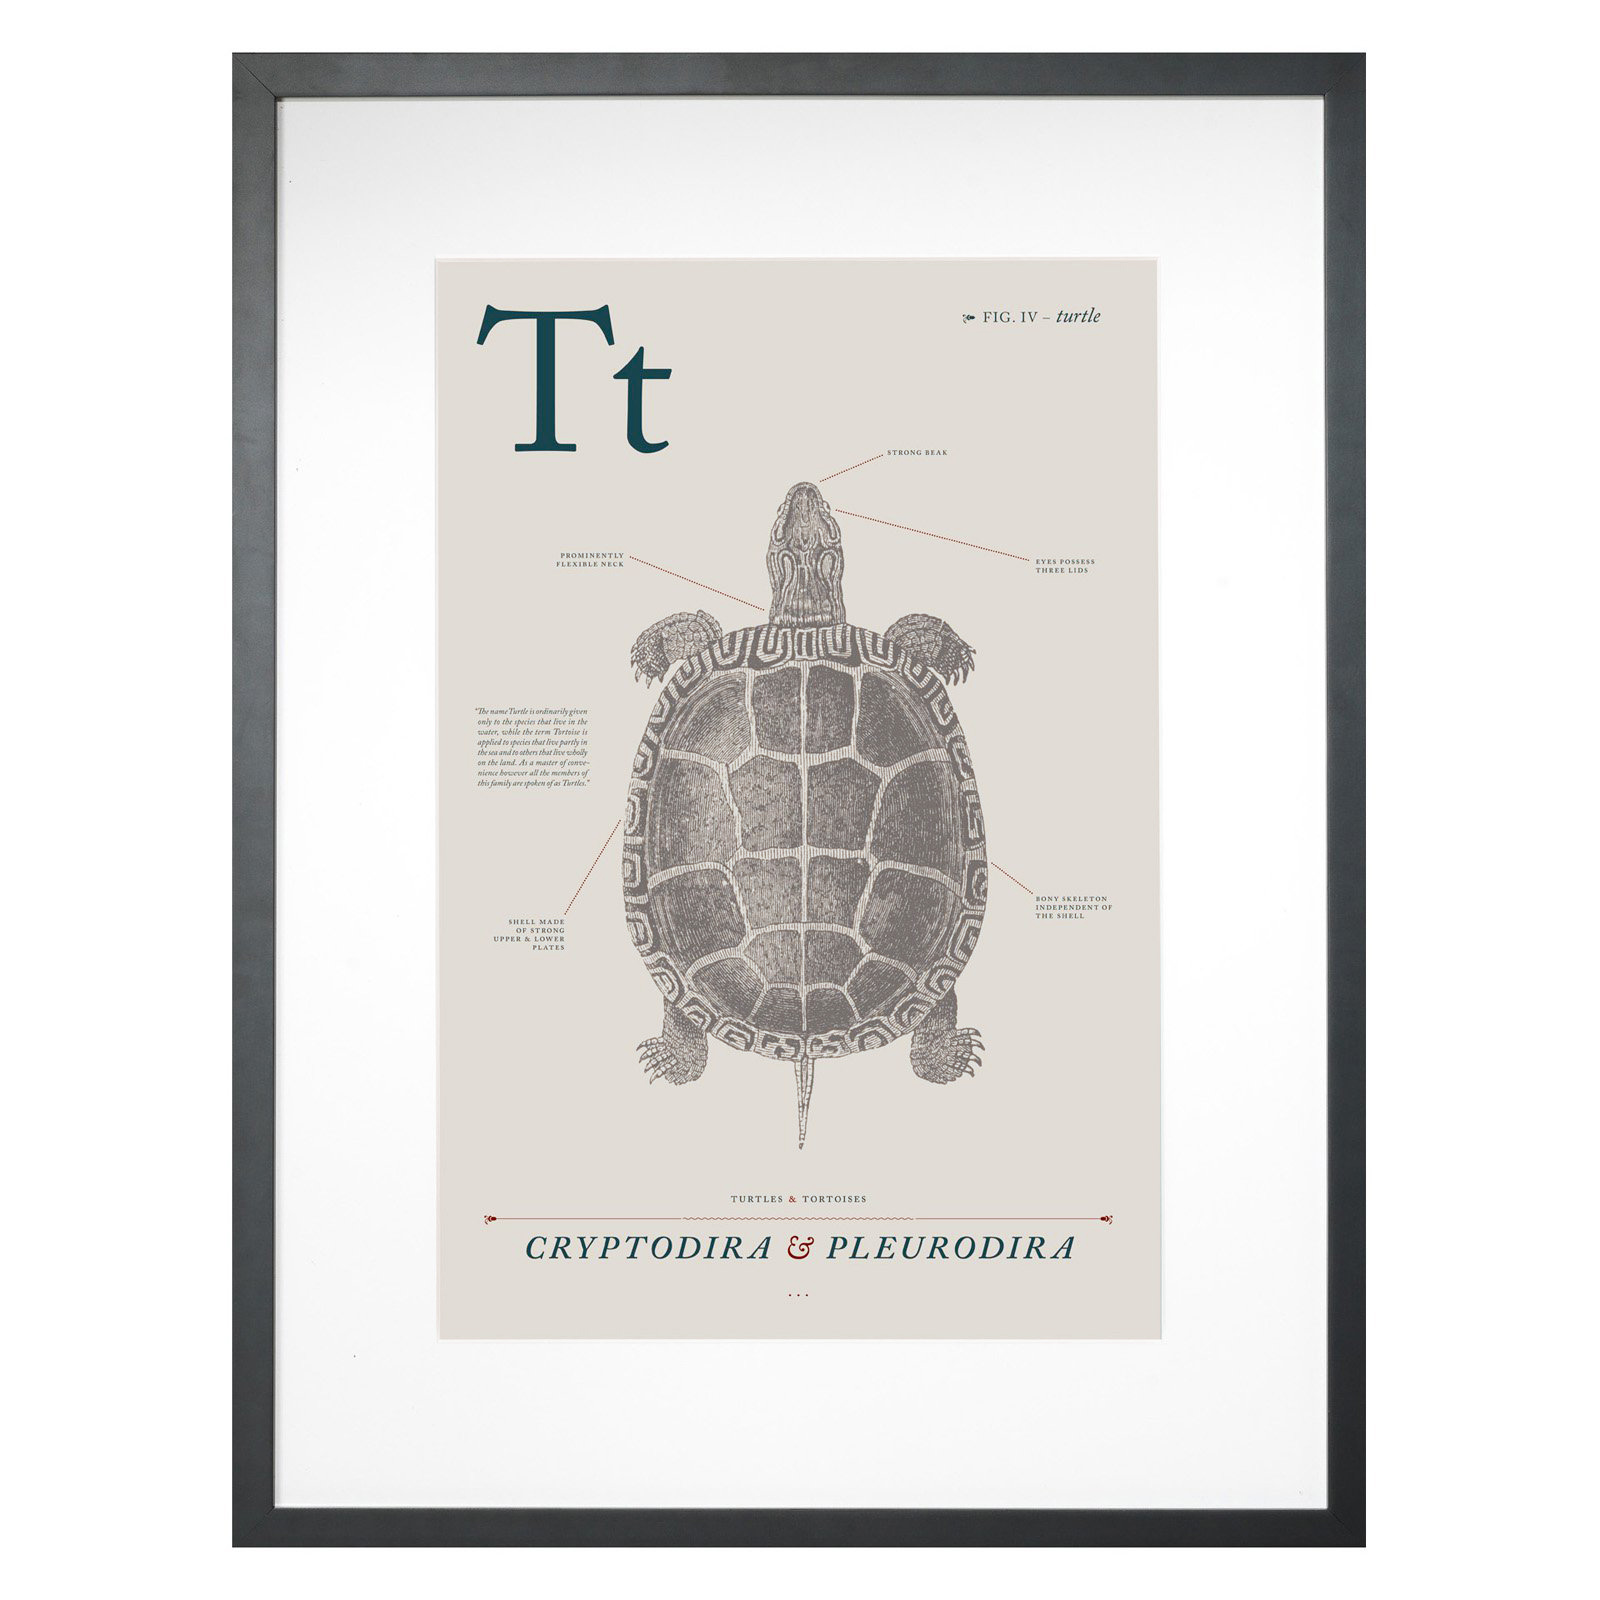 Tt
FIG. IV – turtle
STRONG BEAK
PROMINENTLY
FLEXIBLE NECK
EYES POSSESS
THREE LIDS
"The name Turtle is ordinarily given
only to the species that live in the
water, while the term Tortoise is
applied to species that live partly in
the sea and to others that live wholly
on the land. As a master of conve-
nience however all the members of
this family are spoken of as Turtles."
SHELL MADE
OF STRONG
UPPER & LOWER
PLATES
BONY SKELETON
INDEPENDENT OF
THE SHELL
TURTLES & TORTOISES
CRYPTODIRA & PLEURODIRA
...